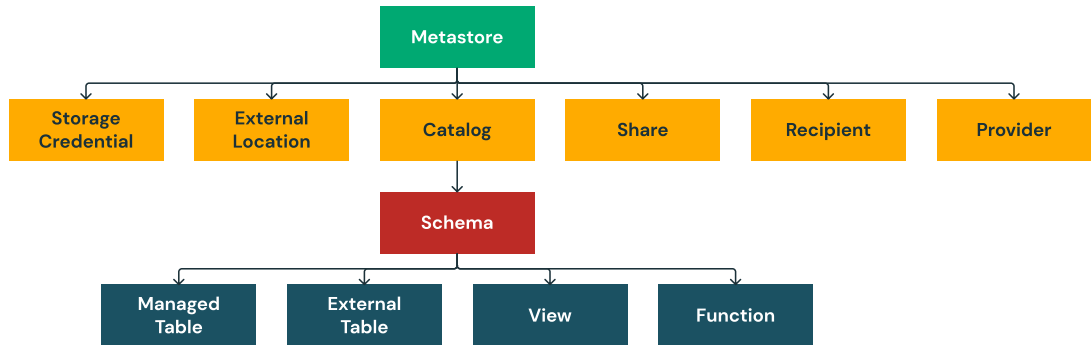 Metastore
Storage
Credential
External
Location
Catalog
Share
Recipient
Provider
Schema
Managed
Table
External
Table
View
Function